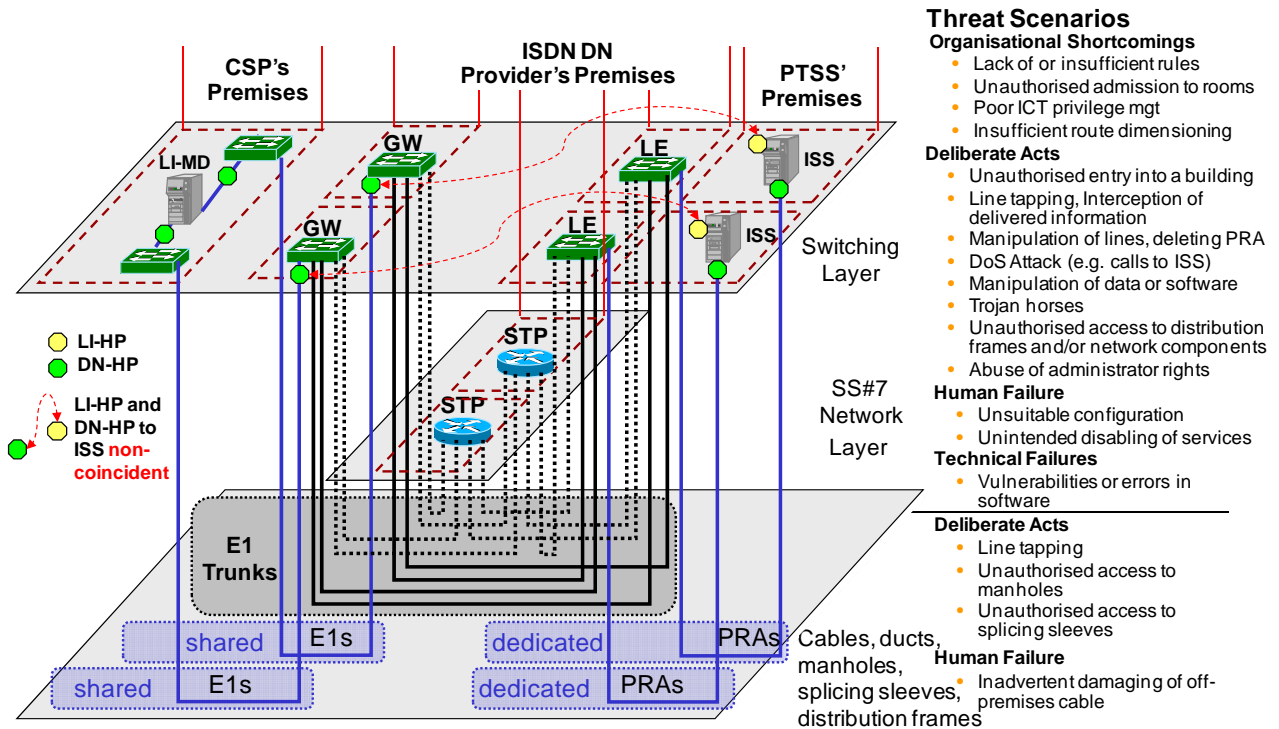 CSP's
Premises
ISDN DN
Provider's Premises
PTSS'
Premises
LI-MD
GW
GW
LE
LE
ISS
ISS
Switching
Layer
STP
STP
SS#7
Network
Layer
LI-HP
DN-HP
LI-HP and
DN-HP to
ISS non-
coincident
E1
Trunks
shared E1s
shared E1s
dedicated PRAs
dedicated PRAs
Cables, ducts,
manholes,
splicing sleeves,
distribution frames
Threat Scenarios
Organisational Shortcomings
• Lack of or insufficient rules
• Unauthorised admission to rooms
• Poor ICT privilege mgt
• Insufficient route dimensioning
Deliberate Acts
• Unauthorised entry into a building
• Line tapping, Interception of
delivered information
• Manipulation of lines, deleting PRA
• DoS Attack (e.g. calls to ISS)
• Manipulation of data or software
• Trojan horses
• Unauthorised access to distribution
frames and/or network components
• Abuse of administrator rights
Human Failure
• Unsuitable configuration
• Unintended disabling of services
Technical Failures
• Vulnerabilities or errors in
software
Deliberate Acts
• Line tapping
• Unauthorised access to
manholes
• Unauthorised access to
splicing sleeves
Human Failure
• Inadvertent damaging of off-
premises cable